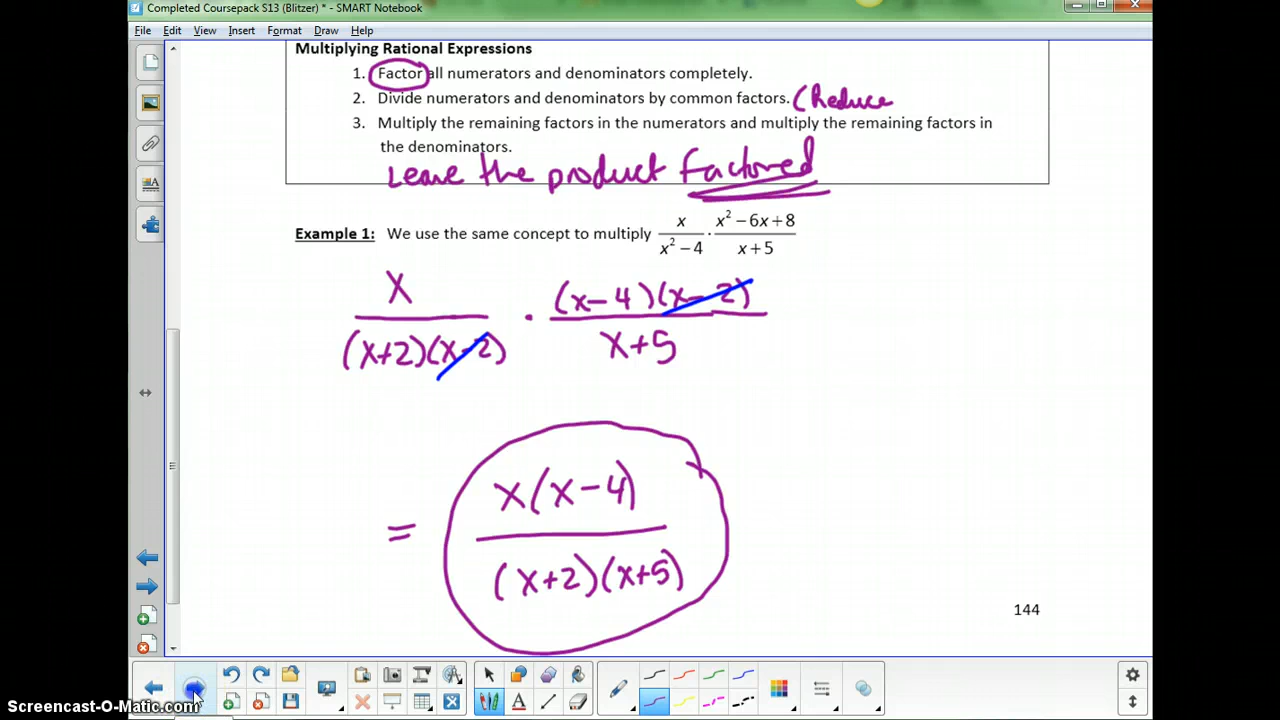 Completed Coursepack S13 (Blitzer) * - SMART Notebook
File Edit View Insert Format Draw Help
Multiplying Rational Expressions
1. Factor all numerators and denominators completely.
2. Divide numerators and denominators by common factors. (Reduce
3. Multiply the remaining factors in the numerators and multiply the remaining factors in
the denominators.
Leave the product factored
Example 1: We use the same concept to multiply x/(x² − 4) · (x² − 6x + 8)/(x + 5)
x/((x+2)(x-2)) · ((x-4)(x-2))/(x+5)
= x(x-4)/((x+2)(x+5))
144
Screencast-O-Matic.com